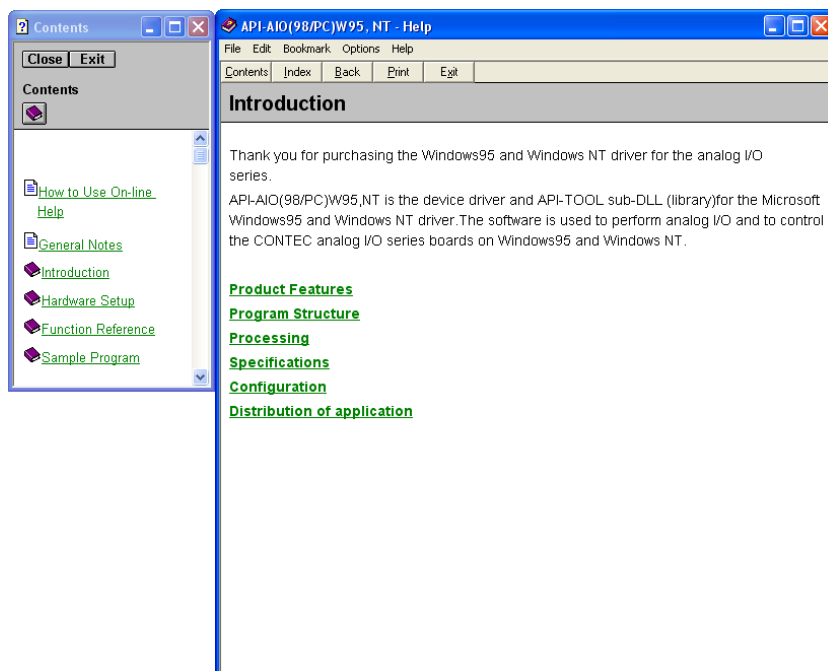 Contents
Close Exit
Contents
How to Use On-line
Help
General Notes
Introduction
Hardware Setup
Function Reference
Sample Program
API-AIO(98/PC)W95, NT - Help
File Edit Bookmark Options Help
Contents Index Back Print Exit
Introduction
Thank you for purchasing the Windows95 and Windows NT driver for the analog I/O
series.
API-AIO(98/PC)W95,NT is the device driver and API-TOOL sub-DLL (library)for the Microsoft
Windows95 and Windows NT driver.The software is used to perform analog I/O and to control
the CONTEC analog I/O series boards on Windows95 and Windows NT.
Product Features
Program Structure
Processing
Specifications
Configuration
Distribution of application